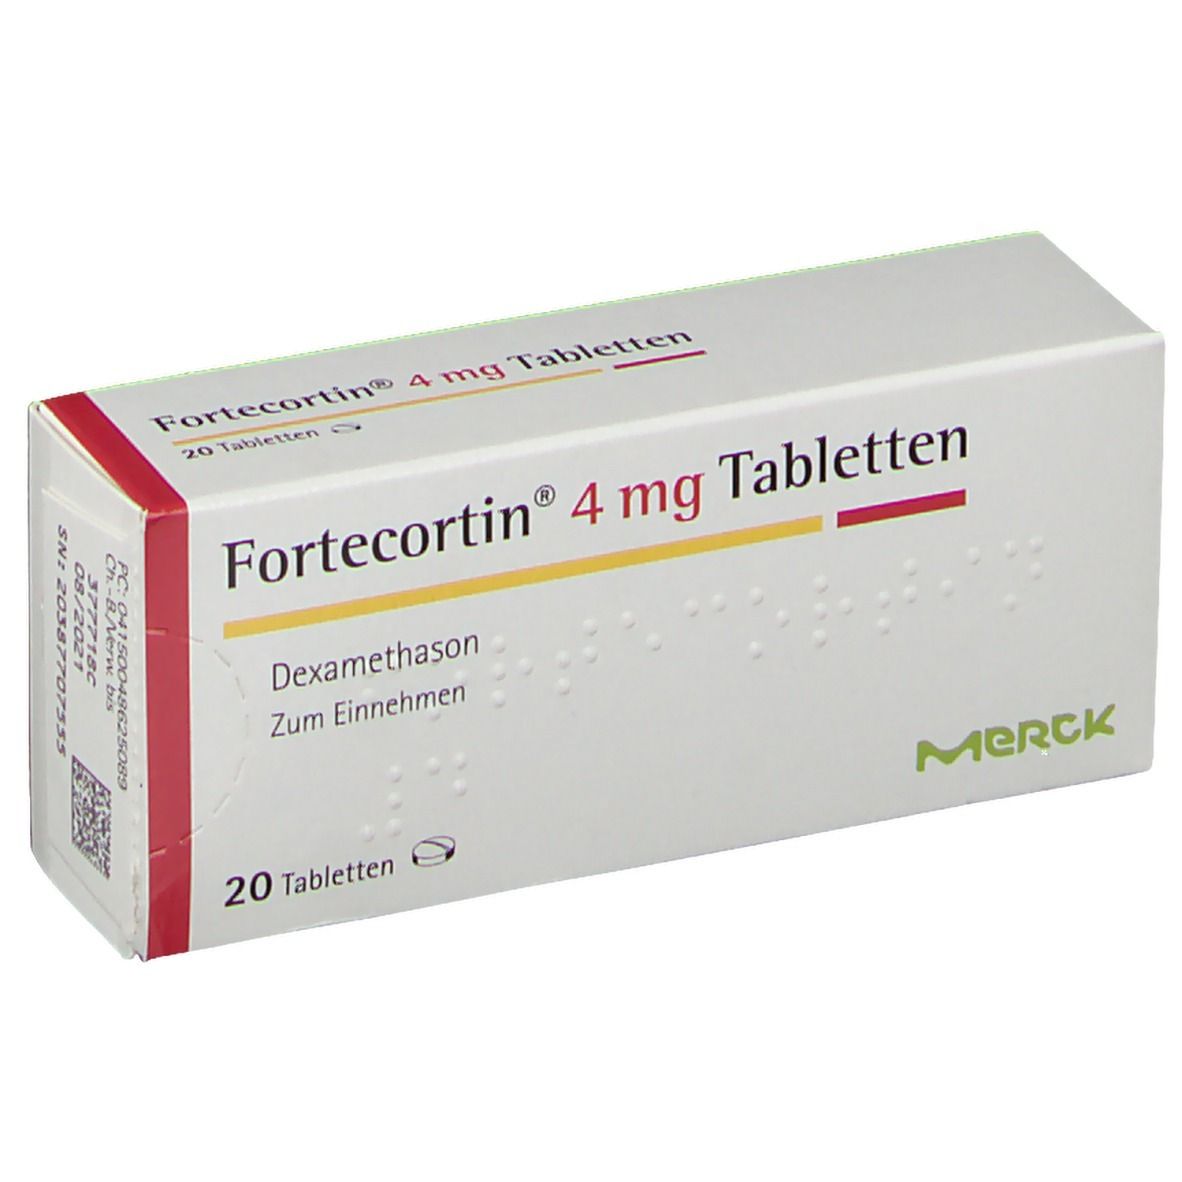 Fortecortin® 4 mg Tabletten
20 Tabletten
Fortecortin® 4 mg Tabletten
Dexamethason
Zum Einnehmen
MERCK
20 Tabletten
PC: 04150048625089
Ch.-B./Verw. bis
377718C
08/2021
SN: 20387707555